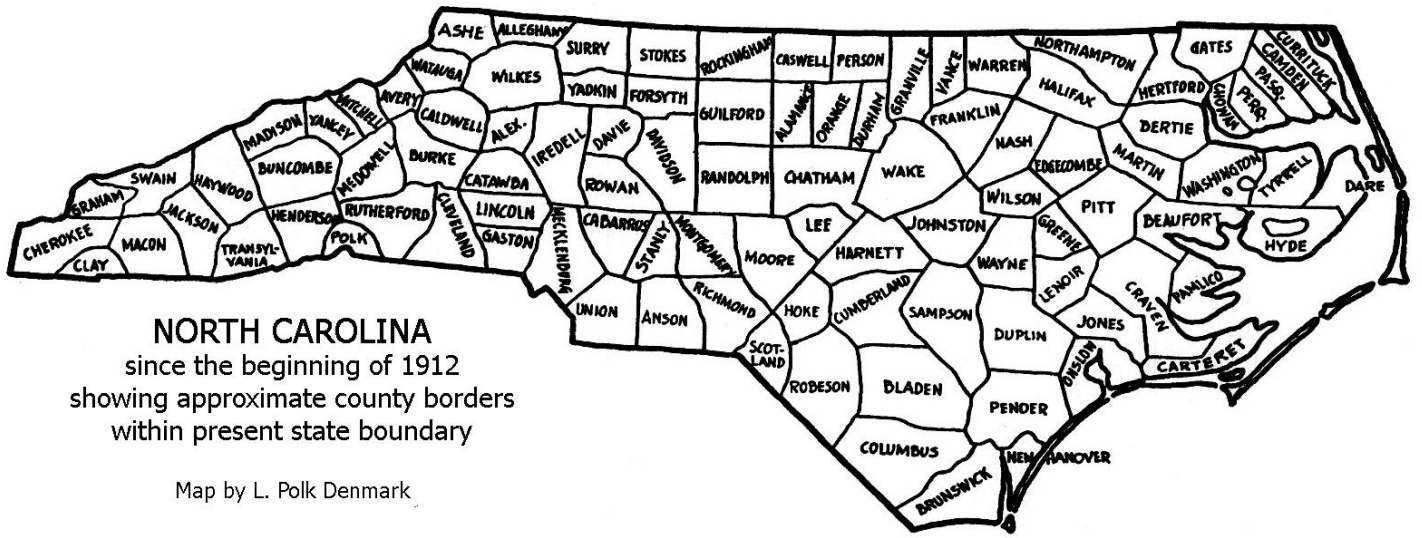 ASHE
ALLEGHANY
SURRY
STOKES
ROCKINGHAM
CASWELL
PERSON
GRANVILLE
VANCE
WARREN
NORTHAMPTON
GATES
CURRITUCK
CAMDEN
PASQ.
PERQ.
CHOWAN
HERTFORD
HALIFAX
WATAUGA
WILKES
YADKIN
FORSYTH
GUILFORD
ALAMANCE
ORANGE
DURHAM
FRANKLIN
BERTIE
MITCHELL
AVERY
CALDWELL
ALEX.
IREDELL
DAVIE
DAVIDSON
NASH
EDGECOMBE
MARTIN
WASHINGTON
TYRRELL
DARE
MADISON
YANCEY
BUNCOMBE
MCDOWELL
BURKE
CATAWBA
ROWAN
RANDOLPH
CHATHAM
WAKE
WILSON
PITT
BEAUFORT
HYDE
GRAHAM
SWAIN
HAYWOOD
JACKSON
HENDERSON
RUTHERFORD
POLK
CLEVELAND
LINCOLN
GASTON
MECKLENBURG
CABARRUS
STANLY
MONTGOMERY
MOORE
LEE
HARNETT
JOHNSTON
GREENE
WAYNE
LENOIR
CRAVEN
PAMLICO
CHEROKEE
CLAY
MACON
TRANSYL-
VANIA
UNION
ANSON
RICHMOND
HOKE
CUMBERLAND
SAMPSON
DUPLIN
JONES
ONSLOW
CARTERET
SCOT-
LAND
ROBESON
BLADEN
PENDER
COLUMBUS
NEW HANOVER
BRUNSWICK
NORTH CAROLINA
since the beginning of 1912
showing approximate county borders
within present state boundary
Map by L. Polk Denmark